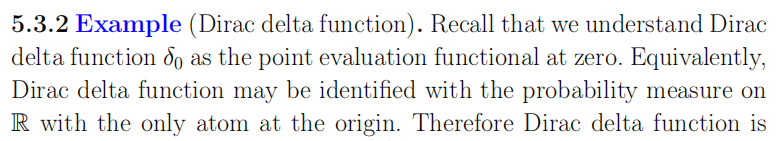 5.3.2 Example (Dirac delta function). Recall that we understand Dirac
delta function δ₀ as the point evaluation functional at zero. Equivalently,
Dirac delta function may be identified with the probability measure on
ℝ with the only atom at the origin. Therefore Dirac delta function is